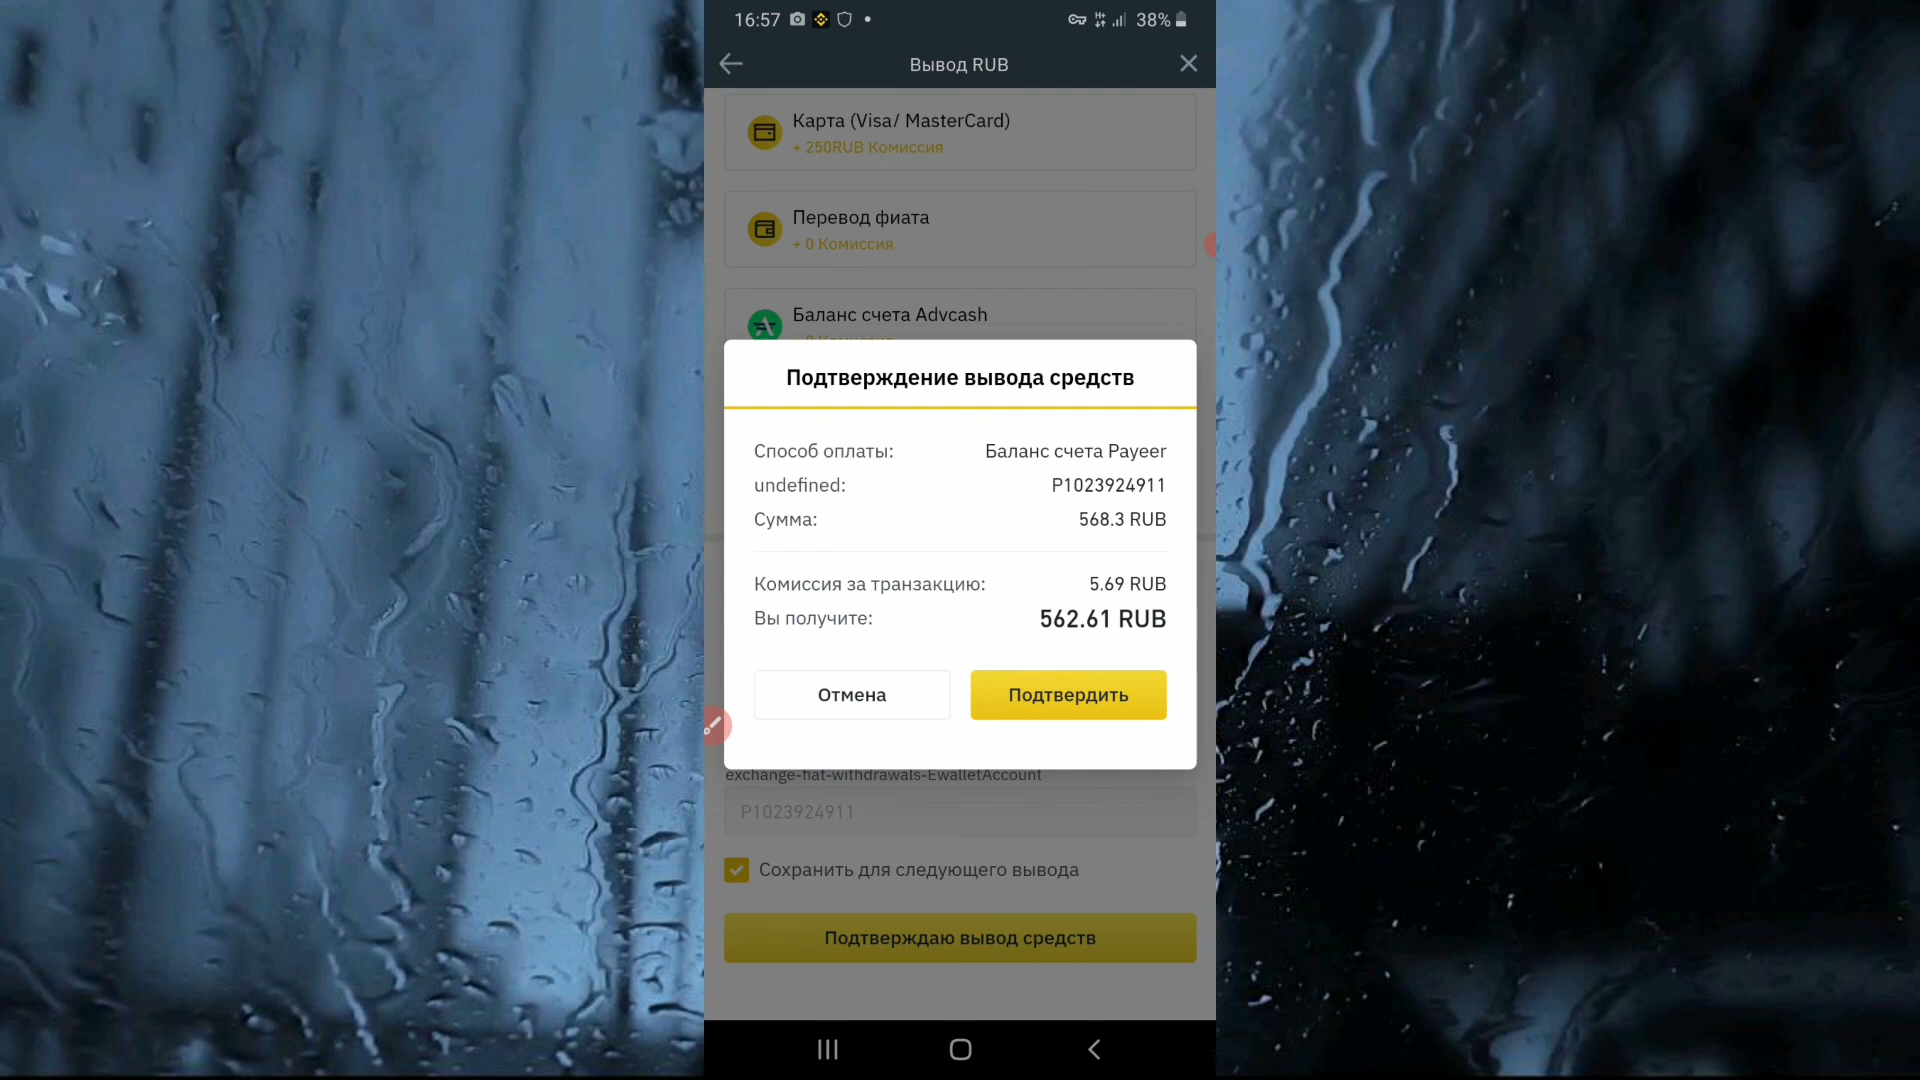 16:57
38%
Вывод RUB
Карта (Visa/ MasterCard)
+ 250RUB Комиссия
Перевод фиата
+ 0 Комиссия
Баланс счета Advcash
+ 0 Комиссия
Подтверждение вывода средств
Способ оплаты: Баланс счета Payeer
undefined: P1023924911
Сумма: 568.3 RUB
Комиссия за транзакцию: 5.69 RUB
Вы получите: 562.61 RUB
Отмена
Подтвердить
exchange-fiat-withdrawals-EwalletAccount
P1023924911
Сохранить для следующего вывода
Подтверждаю вывод средств